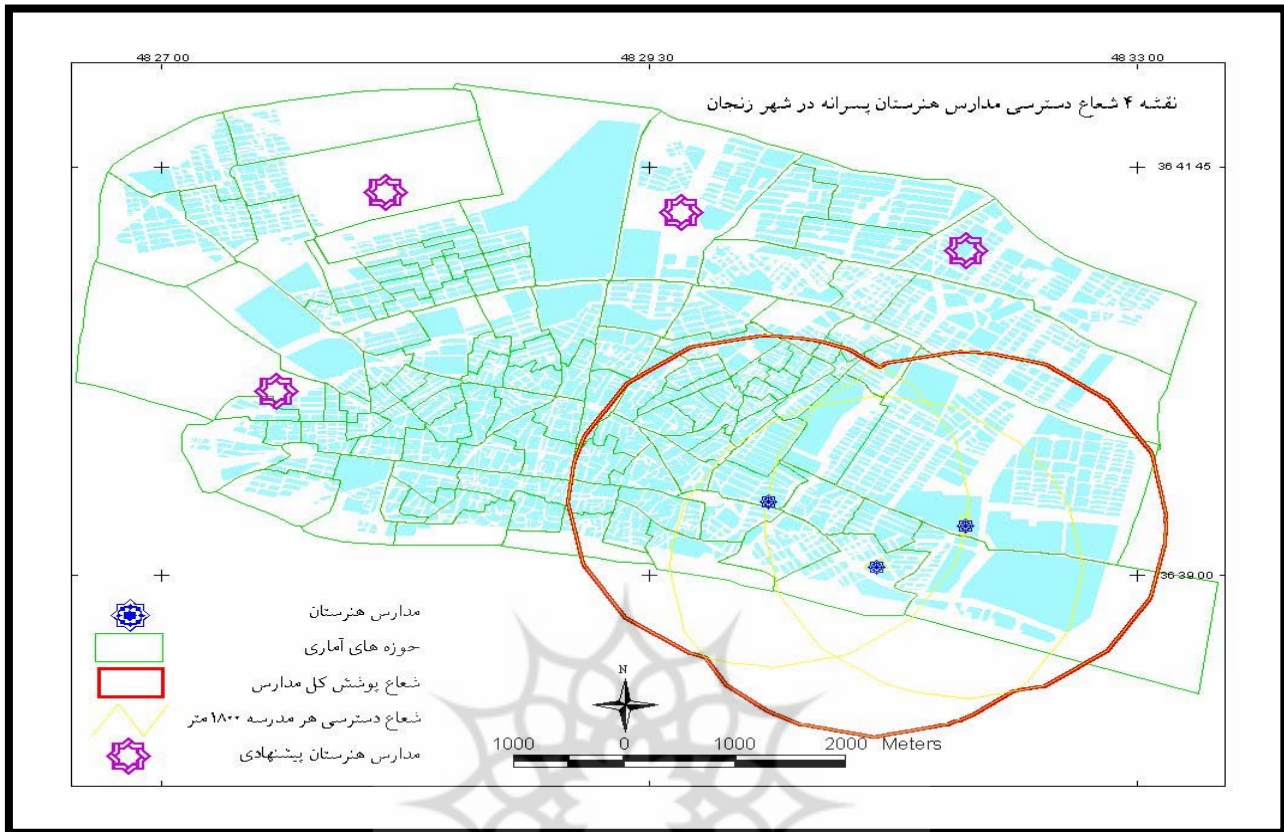 48 27 00 48 29 30 48 33 00
نقشه ۴ شعاع دسترسی مدارس هنرستان پسرانه در شهر زنجان
36 41 45
36 39 00
مدارس هنرستان
حوزه های آماری
شعاع پوشش کل مدارس
شعاع دسترسی هر مدرسه ۱۸۰۰ متر
مدارس هنرستان پیشنهادی
N
1000 0 1000 2000 Meters